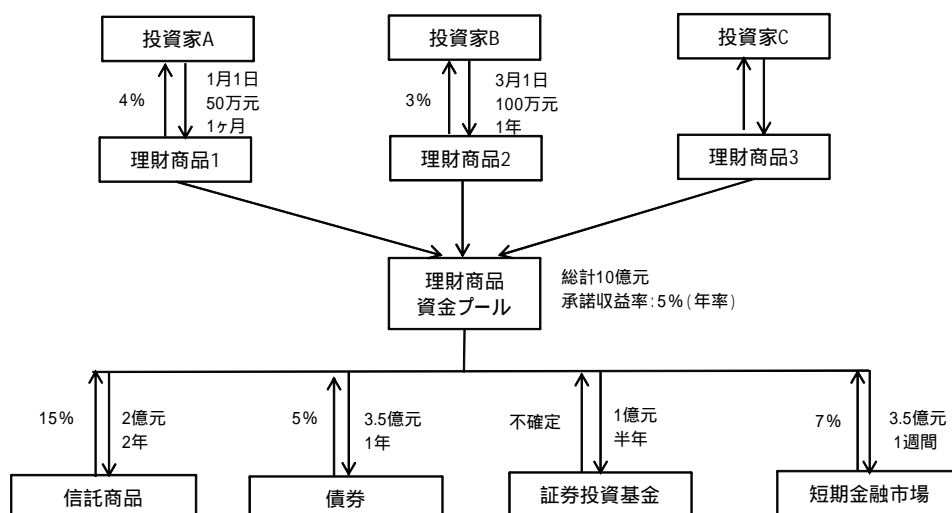 投資家A
投資家B
投資家C
4%
1月1日
50万元
1ヶ月
3%
3月1日
100万元
1年
理財商品1
理財商品2
理財商品3
理財商品
資金プール
総計10億元
承諾収益率:5%(年率)
15%
2億元
2年
5%
3.5億元
1年
不確定
1億元
半年
7%
3.5億元
1週間
信託商品
債券
証券投資基金
短期金融市場